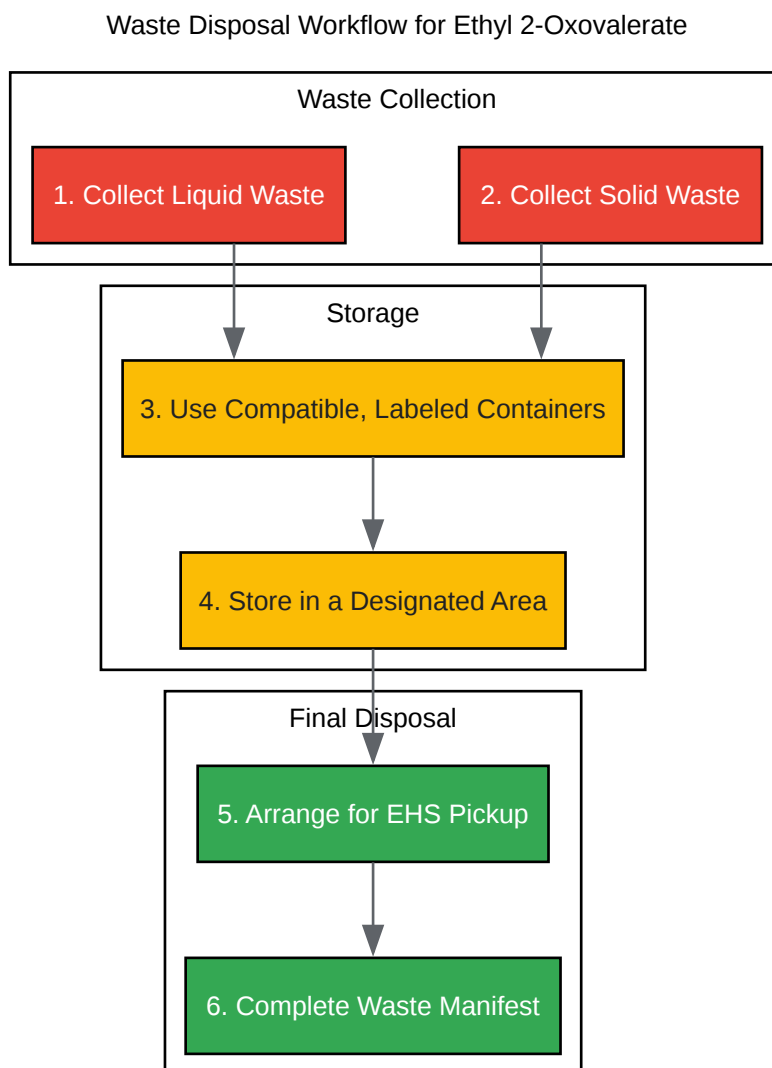 Waste Disposal Workflow for Ethyl 2-Oxovalerate
Waste Collection
1. Collect Liquid Waste
2. Collect Solid Waste
Storage
3. Use Compatible, Labeled Containers
4. Store in a Designated Area
Final Disposal
5. Arrange for EHS Pickup
6. Complete Waste Manifest